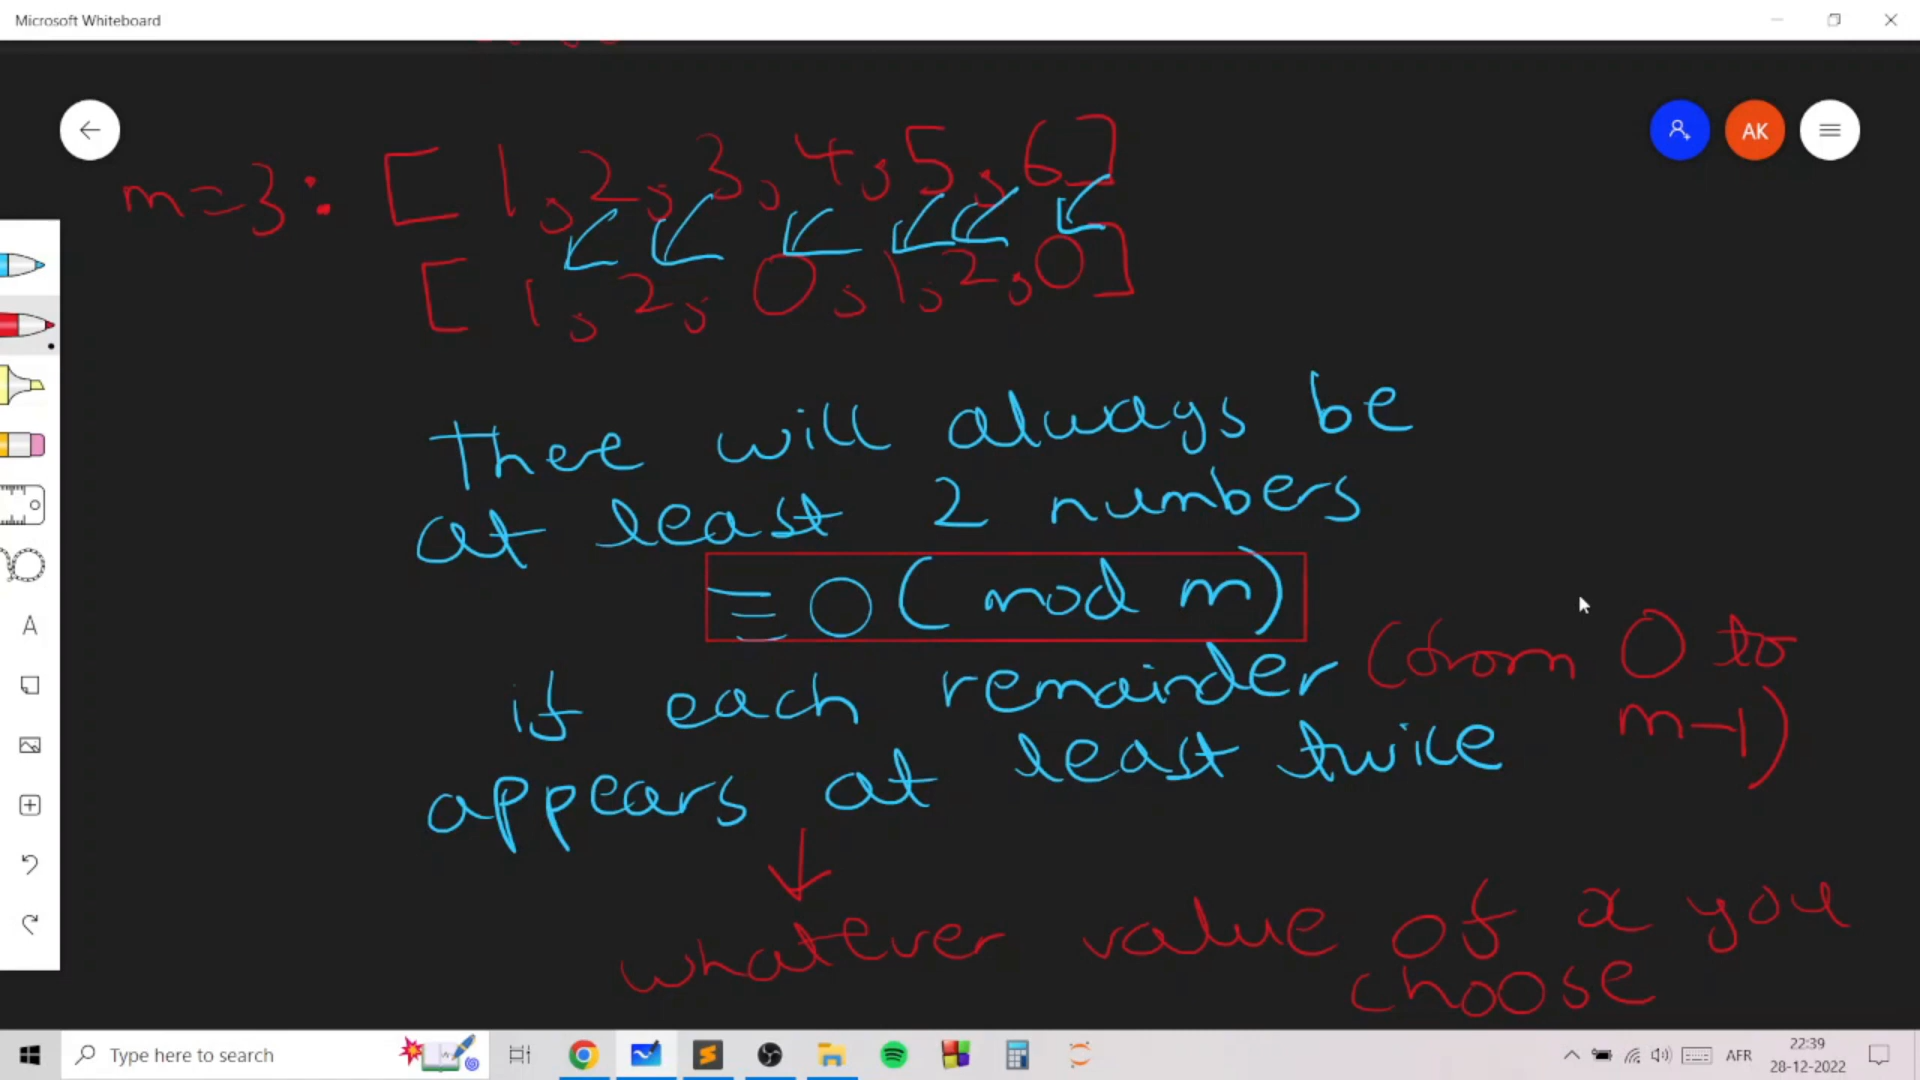 Microsoft Whiteboard
AK
m=3: [1,2,3,4,5,6]
[1,2,0,1,2,0]
There will always be
at least 2 numbers
≡ 0 (mod m)
if each remainder (from 0 to
m-1)
appears at least twice
whatever value of x you
choose
A
Type here to search
AFR
22:39
28-12-2022